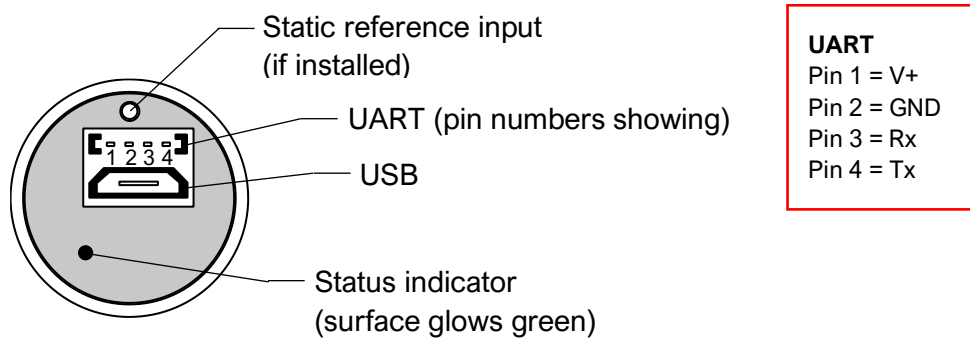 Static reference input
(if installed)
UART (pin numbers showing)
1 2 3 4
USB
Status indicator
(surface glows green)
UART
Pin 1 = V+
Pin 2 = GND
Pin 3 = Rx
Pin 4 = Tx